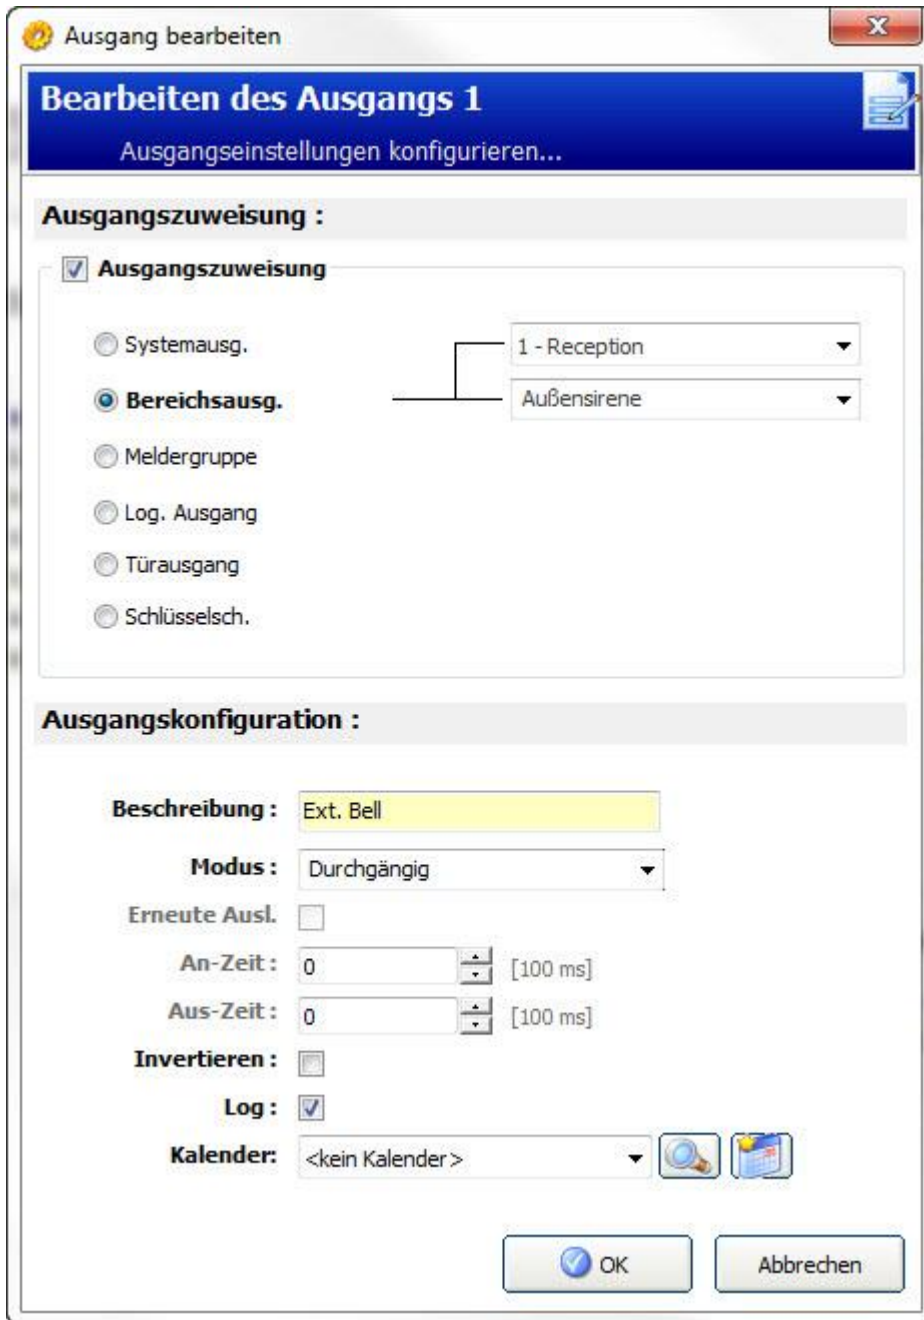 Ausgang bearbeiten
Bearbeiten des Ausgangs 1
Ausgangseinstellungen konfigurieren...
Ausgangszuweisung :
Ausgangszuweisung
Systemausg.
1 - Reception
Bereichsausg.
Außensirene
Meldergruppe
Log. Ausgang
Türausgang
Schlüsselsch.
Ausgangskonfiguration :
Beschreibung : Ext. Bell
Modus : Durchgängig
Erneute Ausl.
An-Zeit : 0 [100 ms]
Aus-Zeit : 0 [100 ms]
Invertieren :
Log :
Kalender: <kein Kalender>
OK Abbrechen